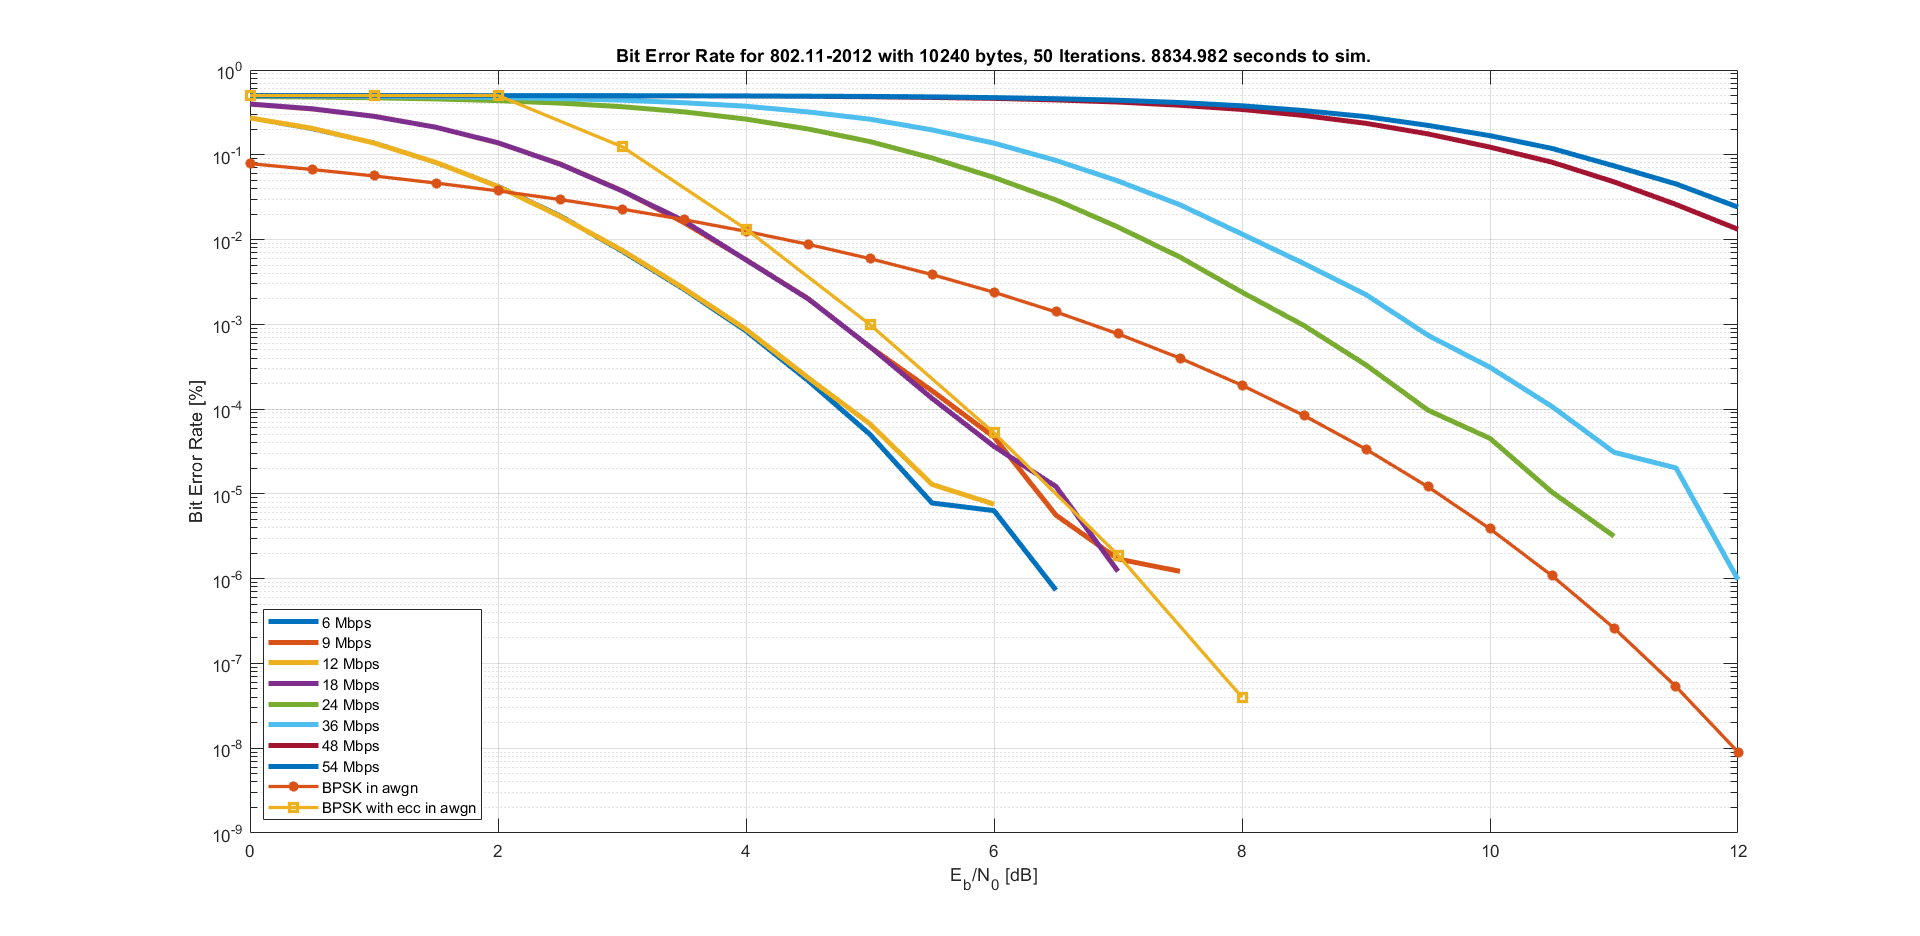 Bit Error Rate for 802.11-2012 with 10240 bytes, 50 Iterations. 8834.982 seconds to sim.
Bit Error Rate [%]
10^0
10^-1
10^-2
10^-3
10^-4
10^-5
10^-6
10^-7
10^-8
10^-9
6 Mbps
9 Mbps
12 Mbps
18 Mbps
24 Mbps
36 Mbps
48 Mbps
54 Mbps
BPSK in awgn
BPSK with ecc in awgn
0 2 4 6 8 10 12
E_b/N_0 [dB]